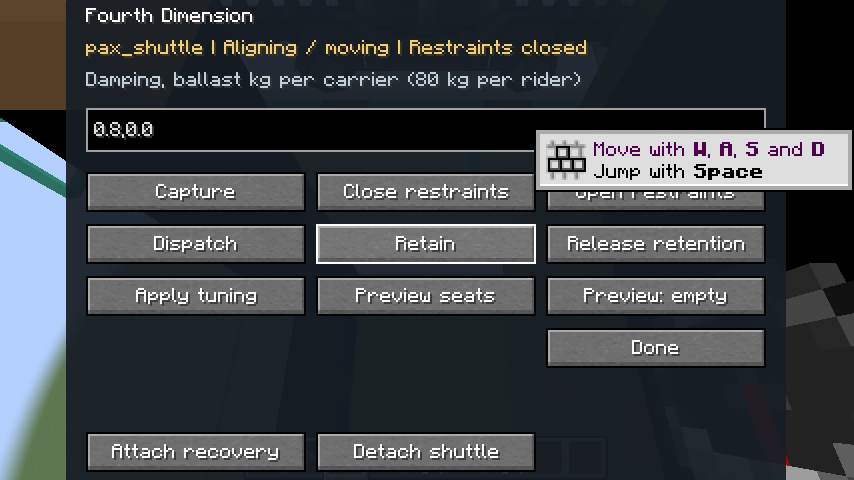 Fourth Dimension
pax_shuttle | Aligning / moving | Restraints closed
Damping, ballast kg per carrier (80 kg per rider)
0.8,0.0
Move with W, A, S and D
Jump with Space
Capture
Close restraints
Open restraints
Dispatch
Retain
Release retention
Apply tuning
Preview seats
Preview: empty
Done
Attach recovery
Detach shuttle